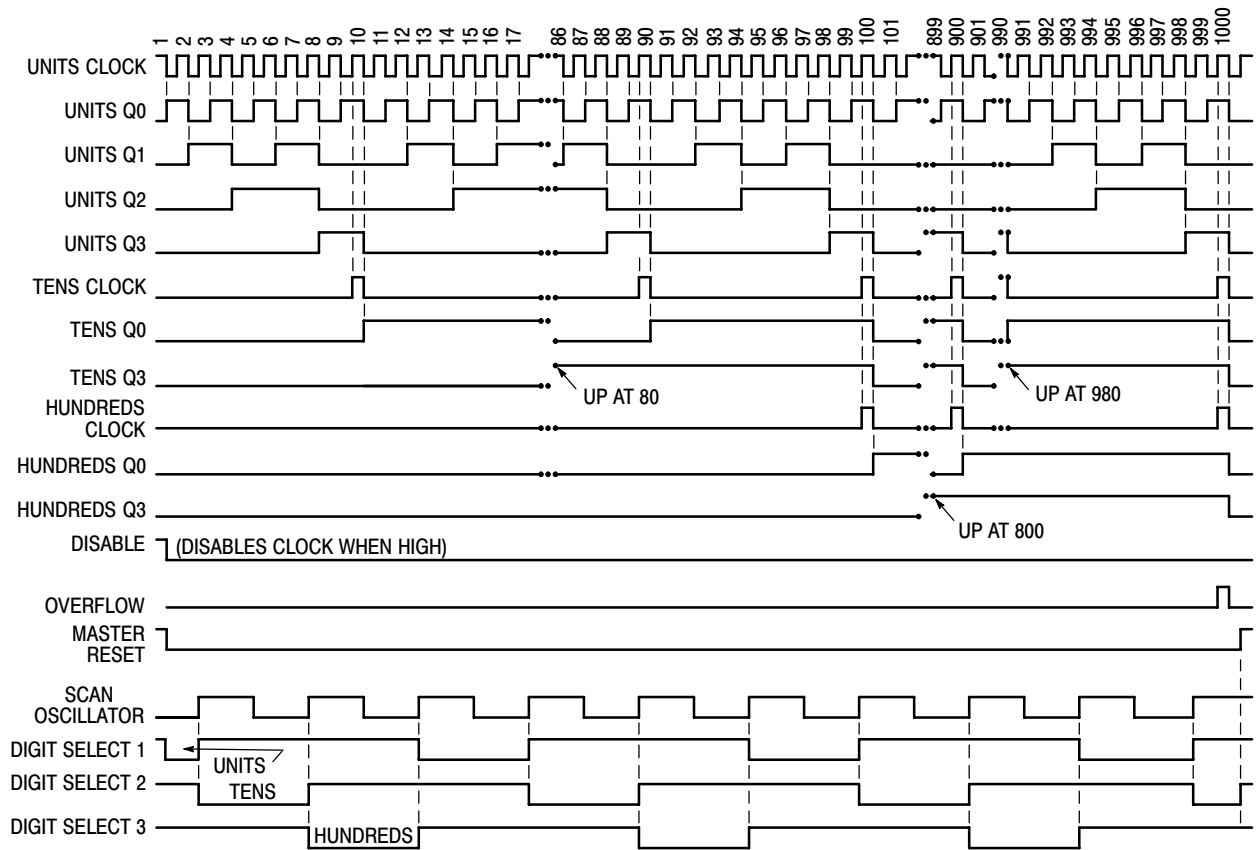 1 2 3 4 5 6 7 8 9 10 11 12 13 14 15 16 17 86 87 88 89 90 91 92 93 94 95 96 97 98 99 100 101 899 900 901 990 991 992 993 994 995 996 997 998 999 1000
UNITS CLOCK
UNITS Q0
UNITS Q1
UNITS Q2
UNITS Q3
TENS CLOCK
TENS Q0
TENS Q3
UP AT 80
UP AT 980
HUNDREDS
CLOCK
HUNDREDS Q0
HUNDREDS Q3
UP AT 800
DISABLE
(DISABLES CLOCK WHEN HIGH)
OVERFLOW
MASTER
RESET
SCAN
OSCILLATOR
DIGIT SELECT 1
UNITS
DIGIT SELECT 2
TENS
DIGIT SELECT 3
HUNDREDS